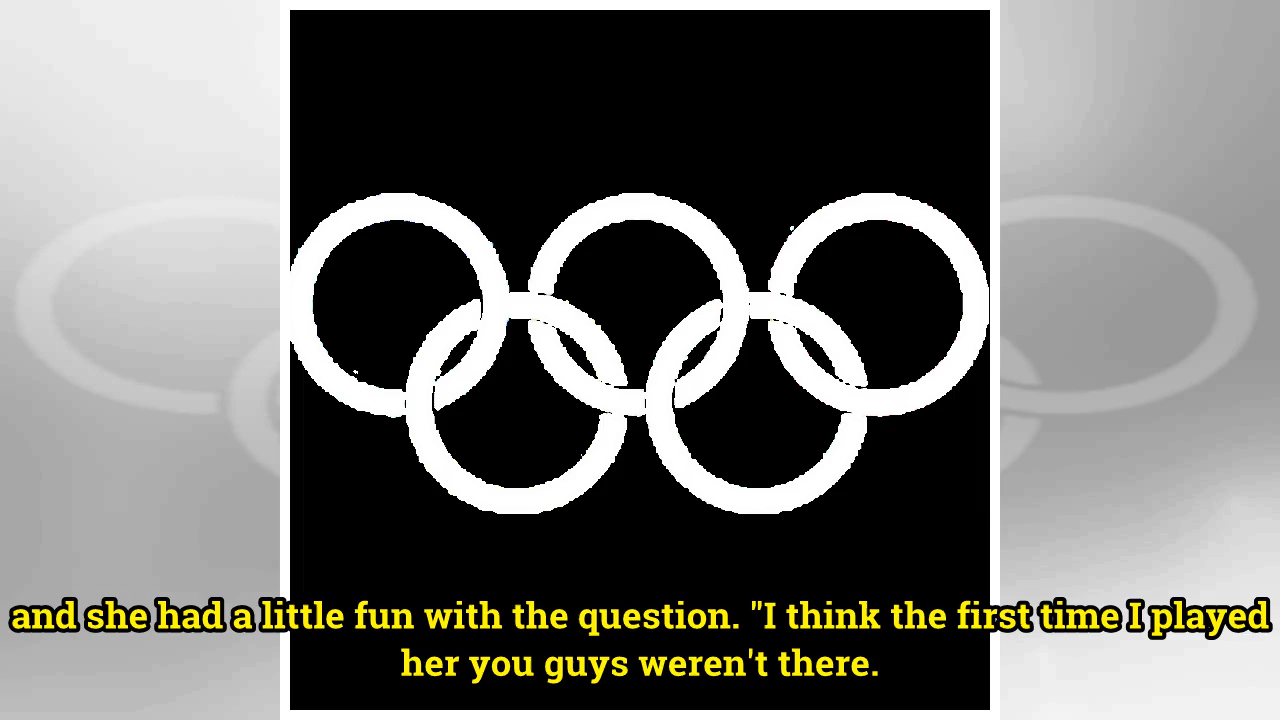 and she had a little fun with the question. "I think the first time I played
her you guys weren't there.